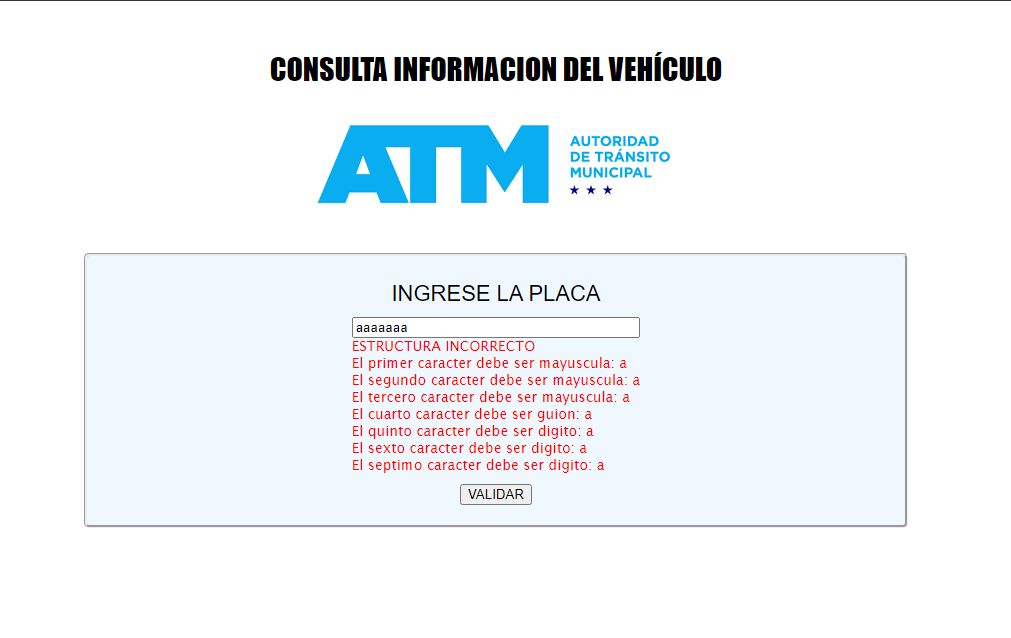 CONSULTA INFORMACION DEL VEHÍCULO
ATM
AUTORIDAD
DE TRÁNSITO
MUNICIPAL
INGRESE LA PLACA
aaaaaaa
ESTRUCTURA INCORRECTO
El primer caracter debe ser mayuscula: a
El segundo caracter debe ser mayuscula: a
El tercero caracter debe ser mayuscula: a
El cuarto caracter debe ser guion: a
El quinto caracter debe ser digito: a
El sexto caracter debe ser digito: a
El septimo caracter debe ser digito: a
VALIDAR